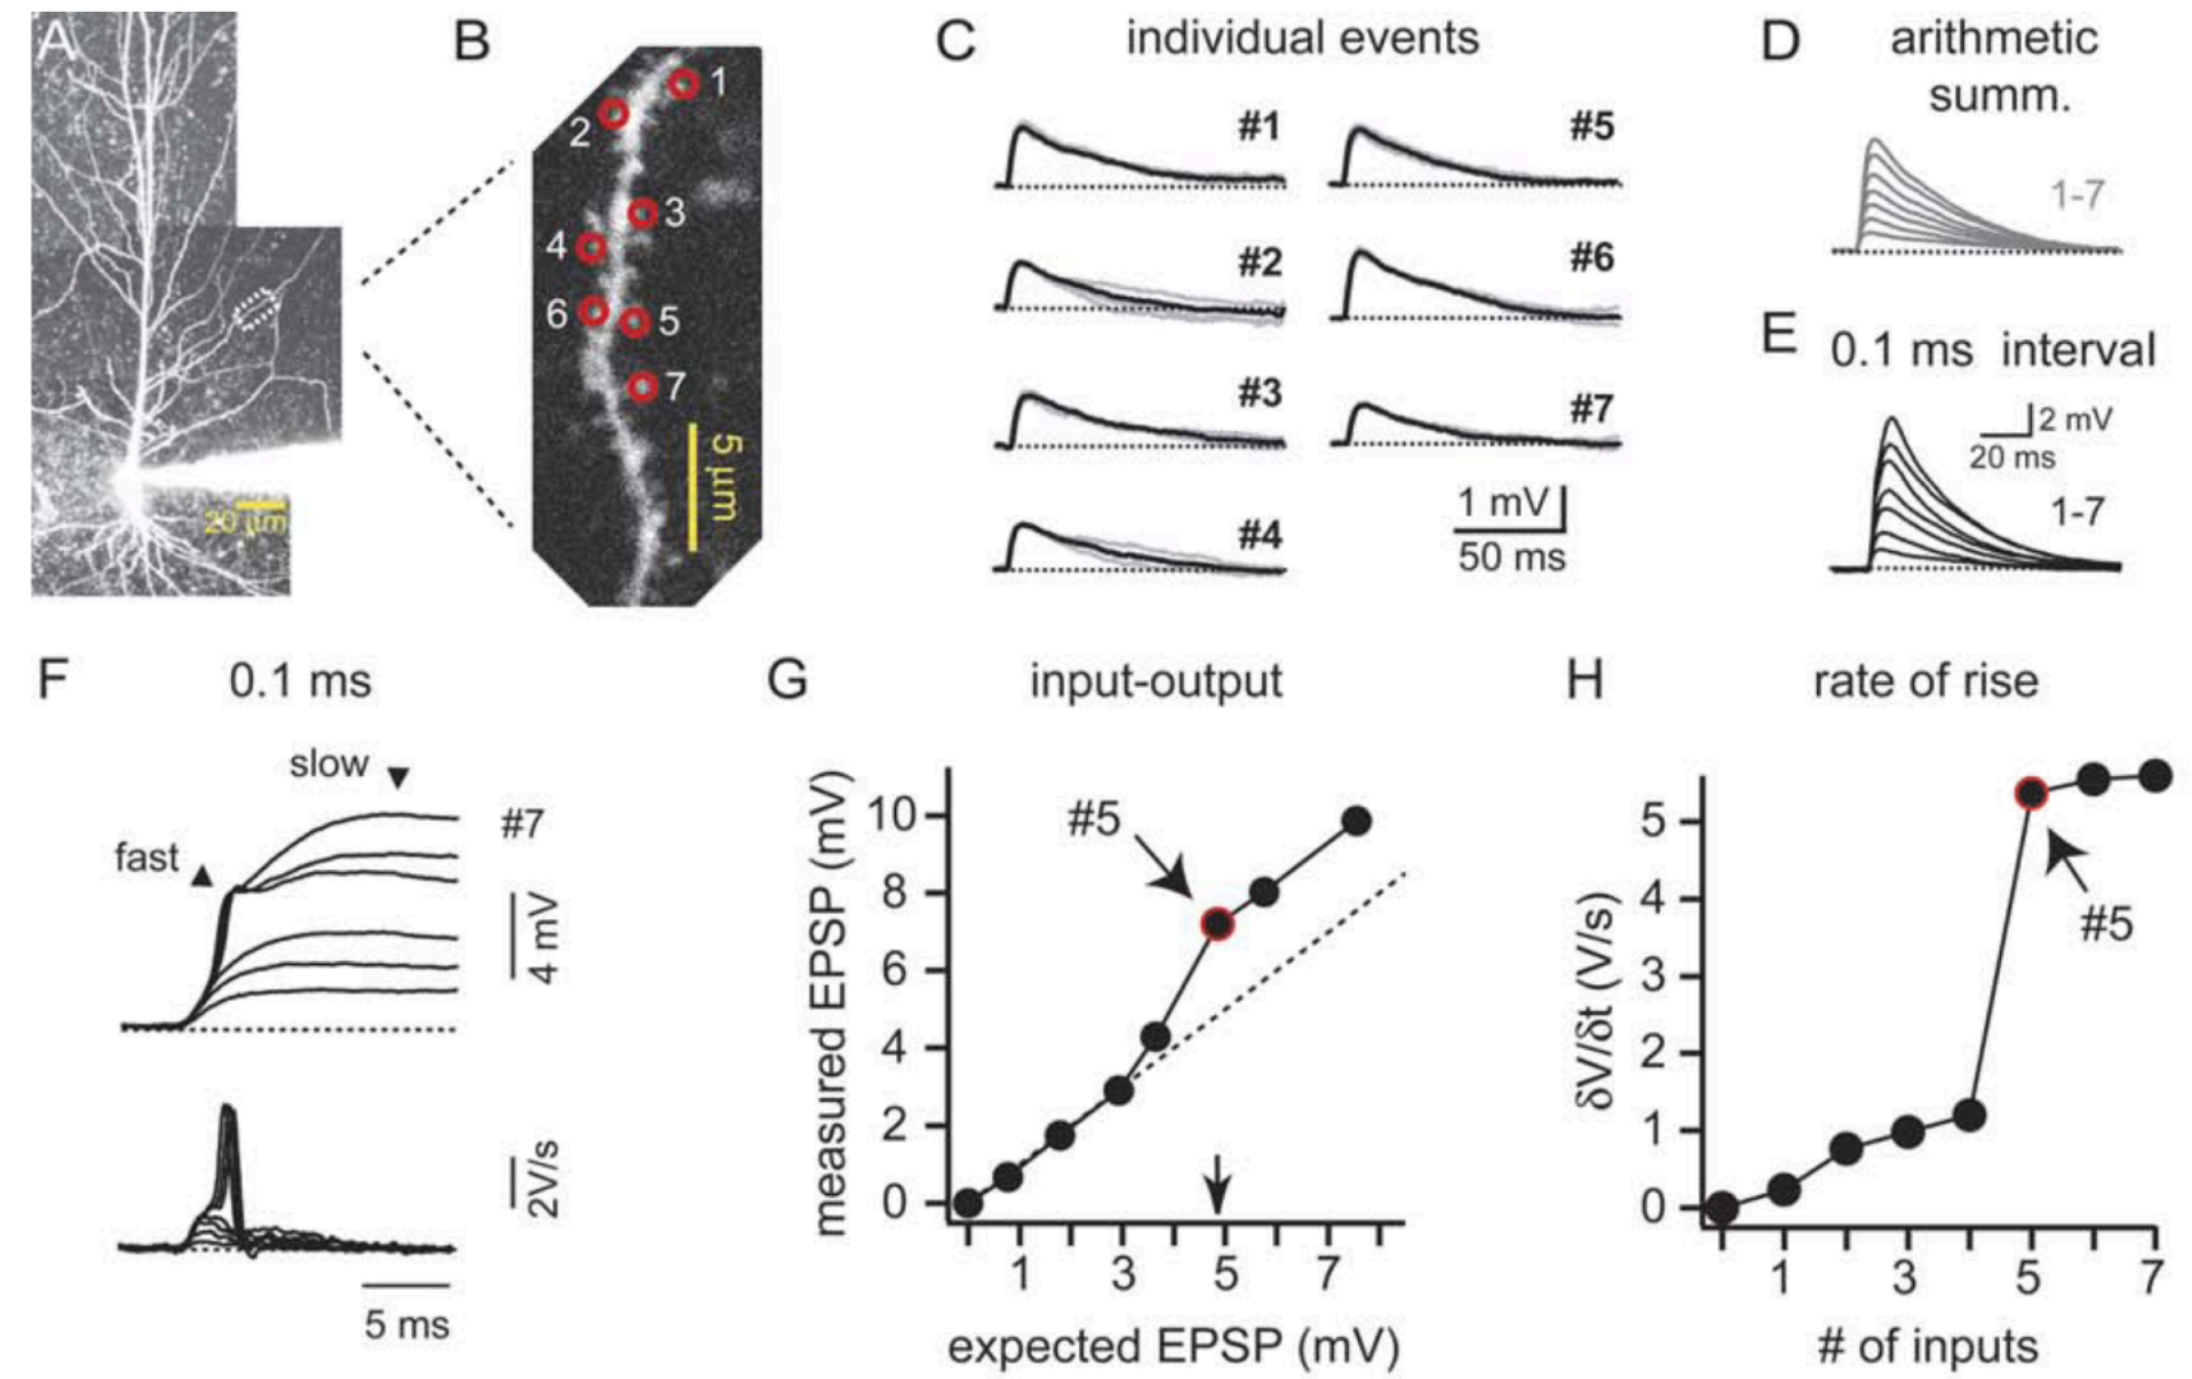 A
20 µm
B
1
2
3
4
6
5
7
5 µm
C individual events
#1
#5
#2
#6
#3
#7
#4
1 mV
50 ms
D arithmetic
summ.
1-7
E 0.1 ms interval
2 mV
20 ms
1-7
F 0.1 ms
slow
fast
#7
4 mV
2V/s
5 ms
G input-output
measured EPSP (mV)
10
8
6
4
2
0
#5
1 3 5 7
expected EPSP (mV)
H rate of rise
δV/δt (V/s)
5
4
3
2
1
0
#5
1 3 5 7
# of inputs